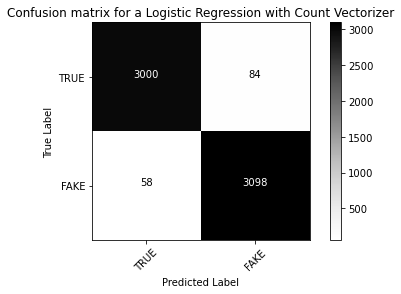 Confusion matrix for a Logistic Regression with Count Vectorizer
True Label
TRUE
3000
84
FAKE
58
3098
TRUE
FAKE
Predicted Label
3000
2500
2000
1500
1000
500